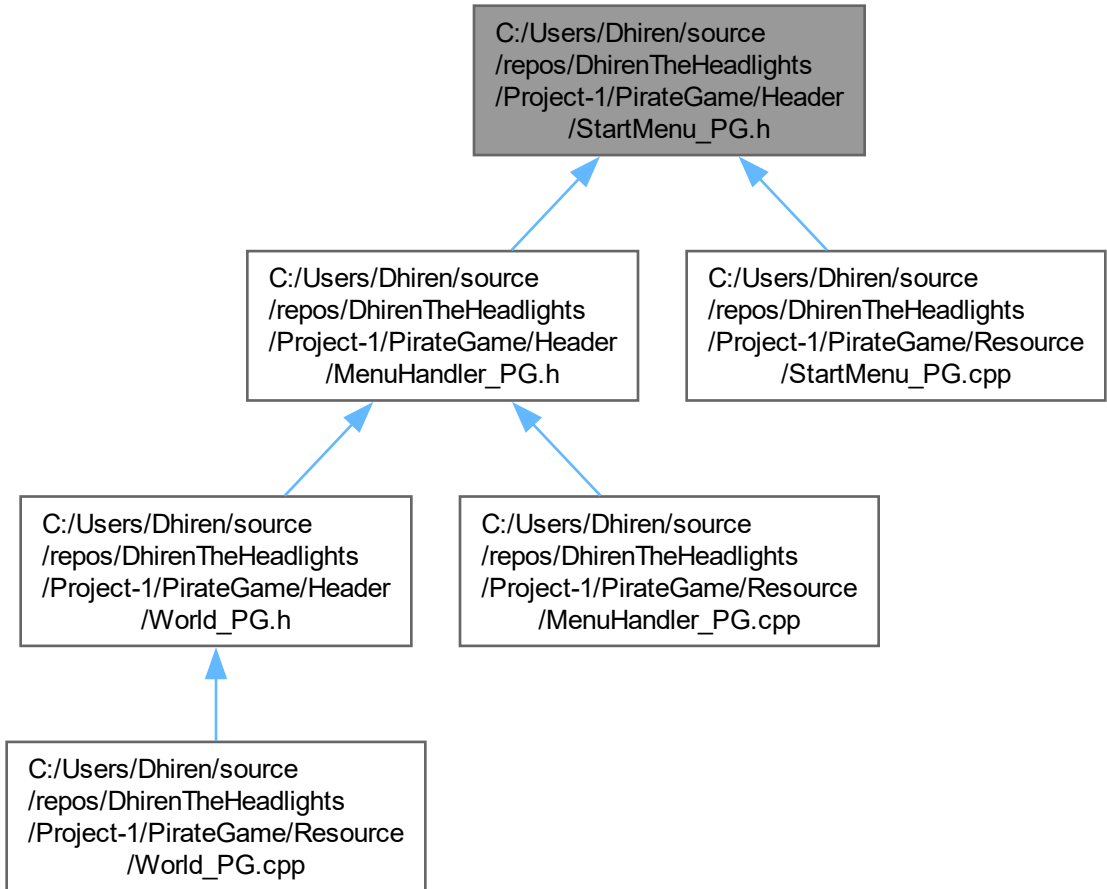 C:/Users/Dhiren/source
/repos/DhirenTheHeadlights
/Project-1/PirateGame/Header
/StartMenu_PG.h
C:/Users/Dhiren/source
/repos/DhirenTheHeadlights
/Project-1/PirateGame/Header
/MenuHandler_PG.h
C:/Users/Dhiren/source
/repos/DhirenTheHeadlights
/Project-1/PirateGame/Resource
/StartMenu_PG.cpp
C:/Users/Dhiren/source
/repos/DhirenTheHeadlights
/Project-1/PirateGame/Header
/World_PG.h
C:/Users/Dhiren/source
/repos/DhirenTheHeadlights
/Project-1/PirateGame/Resource
/MenuHandler_PG.cpp
C:/Users/Dhiren/source
/repos/DhirenTheHeadlights
/Project-1/PirateGame/Resource
/World_PG.cpp